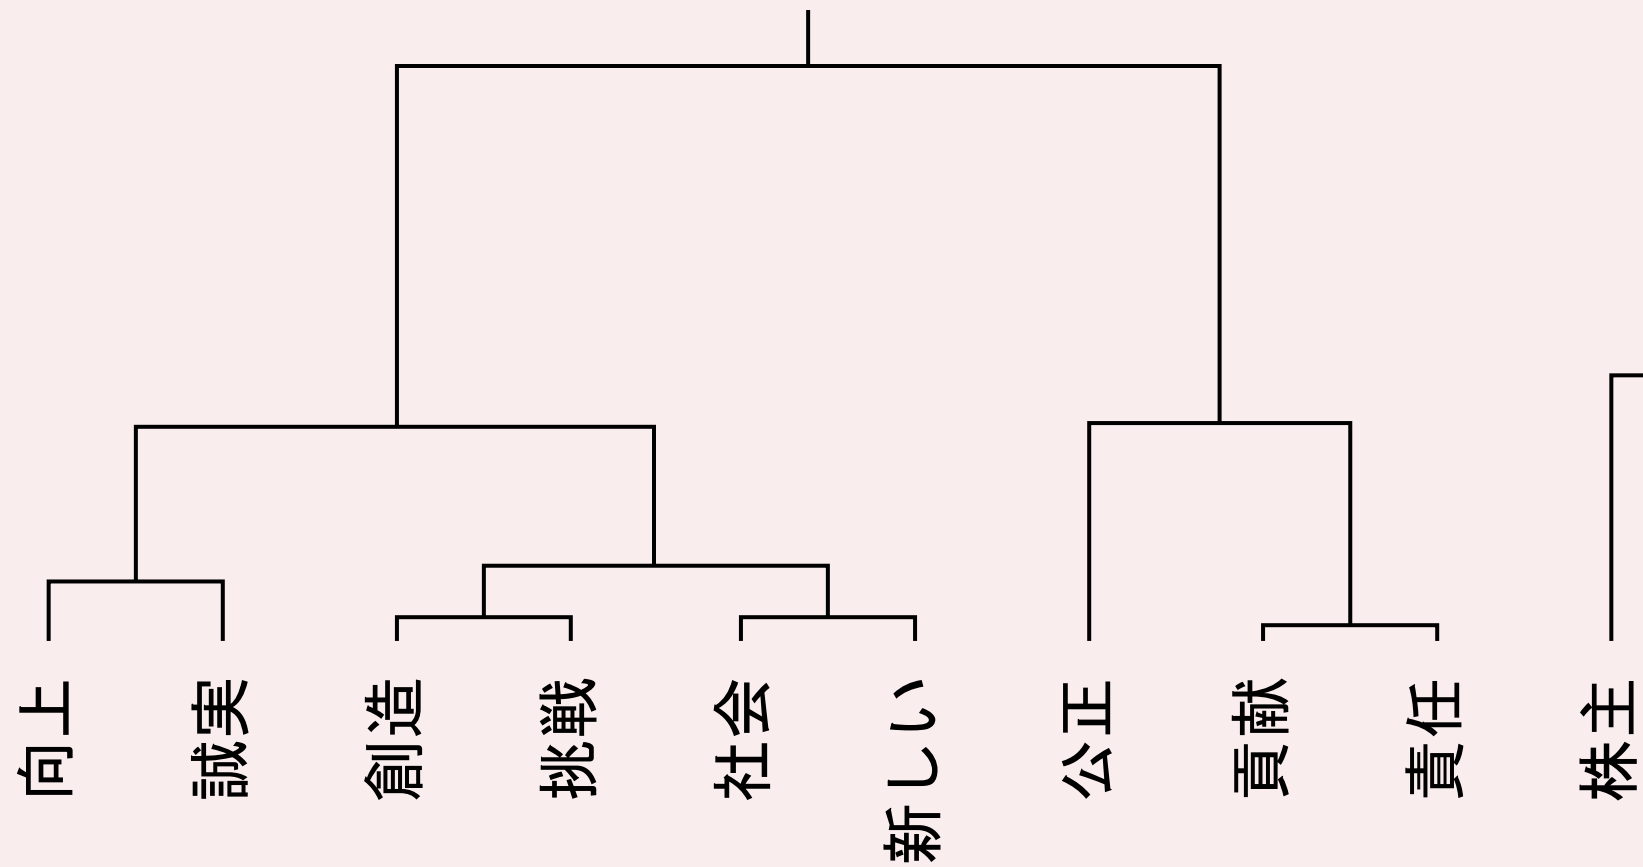 向上
誠実
創造
挑戦
社会
新しい
公正
貢献
責任
株主